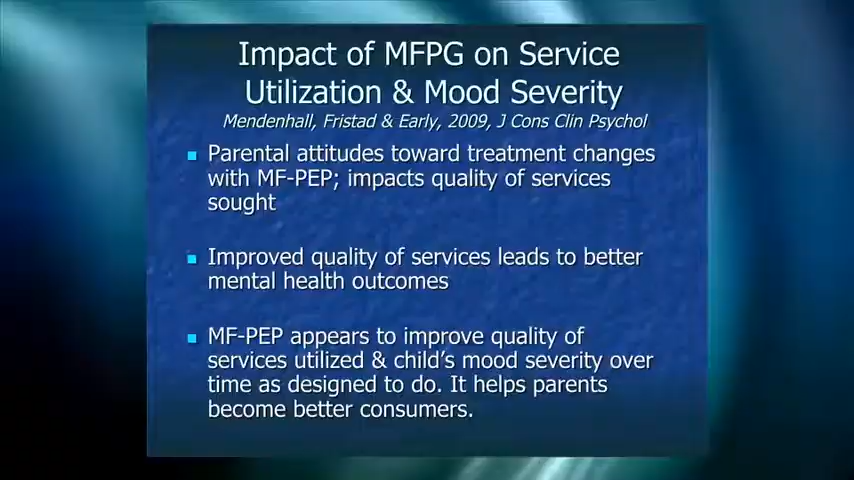 Impact of MFPG on Service
Utilization & Mood Severity
Mendenhall, Fristad & Early, 2009, J Cons Clin Psychol
Parental attitudes toward treatment changes
with MF-PEP; impacts quality of services
sought
Improved quality of services leads to better
mental health outcomes
MF-PEP appears to improve quality of
services utilized & child's mood severity over
time as designed to do. It helps parents
become better consumers.